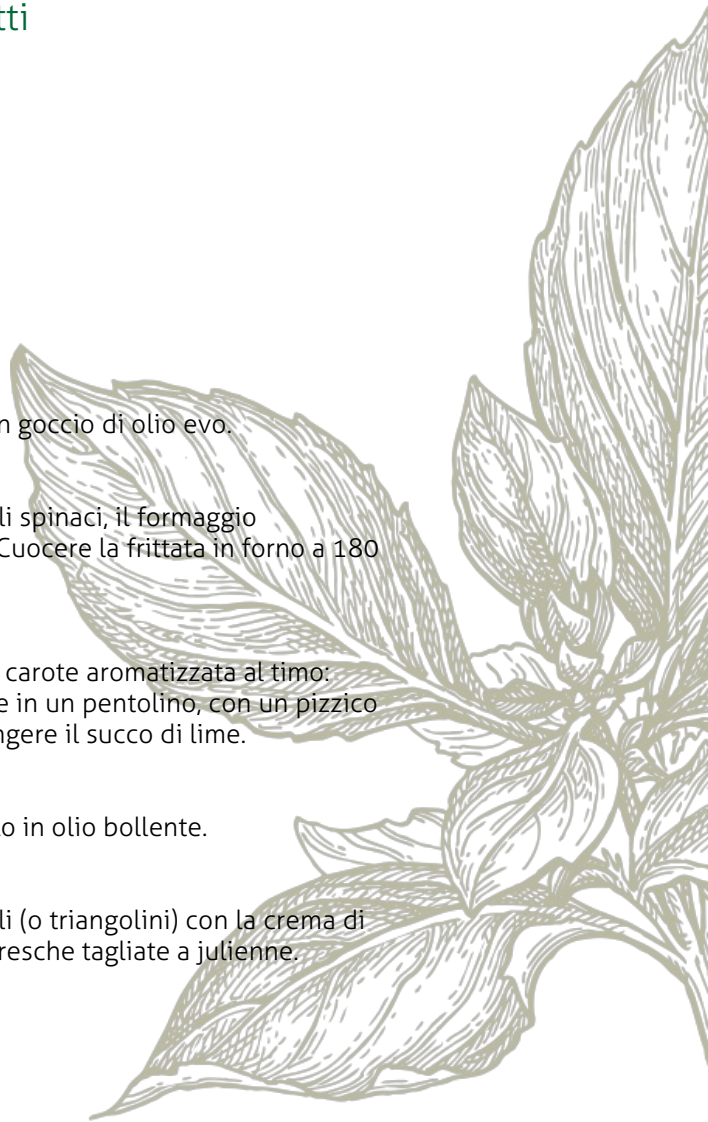 tti
n goccio di olio evo.
li spinaci, il formaggio
Cuocere la frittata in forno a 180
carote aromatizzata al timo:
e in un pentolino, con un pizzico
ngere il succo di lime.
o in olio bollente.
li (o triangolini) con la crema di
resche tagliate a julienne.